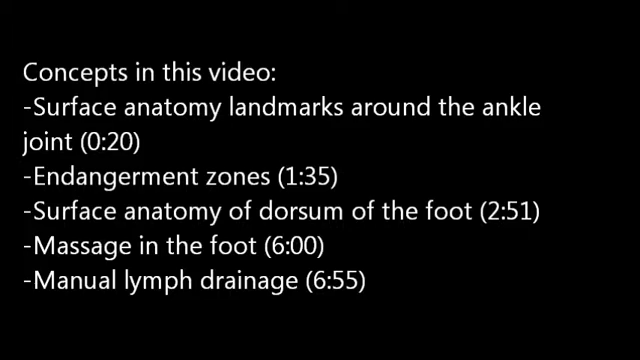 Concepts in this video:
-Surface anatomy landmarks around the ankle
joint (0:20)
-Endangerment zones (1:35)
-Surface anatomy of dorsum of the foot (2:51)
-Massage in the foot (6:00)
-Manual lymph drainage (6:55)